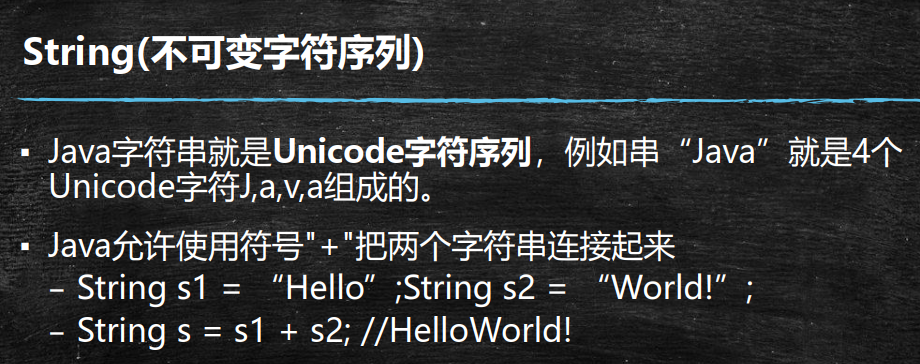 String(不可变字符序列)
▪ Java字符串就是Unicode字符序列，例如串“Java”就是4个
Unicode字符J,a,v,a组成的。
▪ Java允许使用符号"+"把两个字符串连接起来
– String s1 = “Hello”;String s2 = “World!”;
– String s = s1 + s2; //HelloWorld!